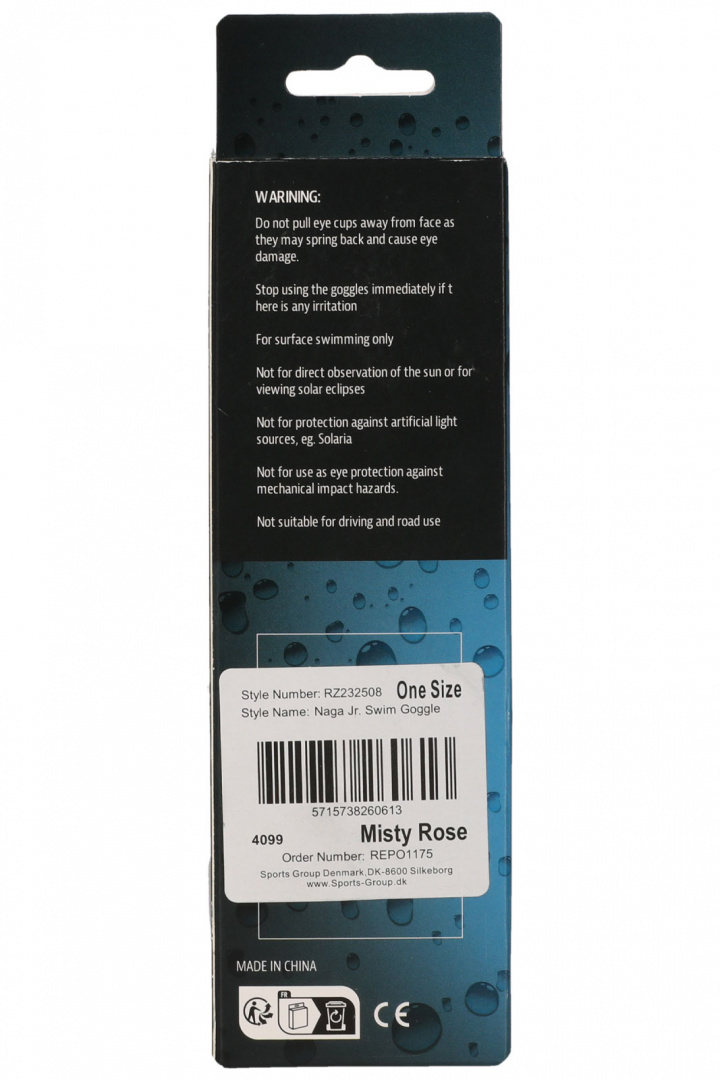 WARINING:
Do not pull eye cups away from face as
they may spring back and cause eye
damage.
Stop using the goggles immediately if t
here is any irritation
For surface swimming only
Not for direct observation of the sun or for
viewing solar eclipses
Not for protection against artificial light
sources, eg. Solaria
Not for use as eye protection against
mechanical impact hazards.
Not suitable for driving and road use
Style Number: RZ232508 One Size
Style Name: Naga Jr. Swim Goggle
5715738260613
4099 Misty Rose
Order Number: REPO1175
Sports Group Denmark,DK-8600 Silkeborg
www.Sports-Group.dk
MADE IN CHINA
FR
CE